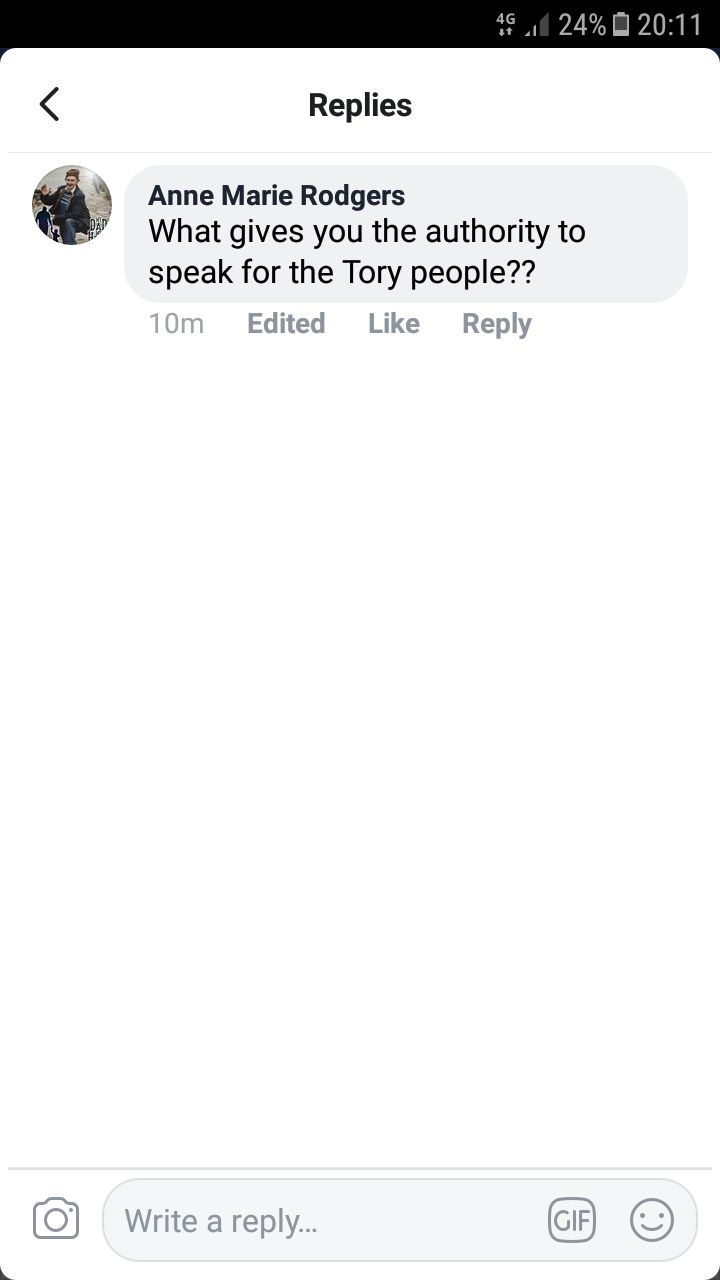 4G 24% 20:11
Replies
Anne Marie Rodgers
What gives you the authority to
speak for the Tory people??
10m Edited Like Reply
Write a reply... GIF